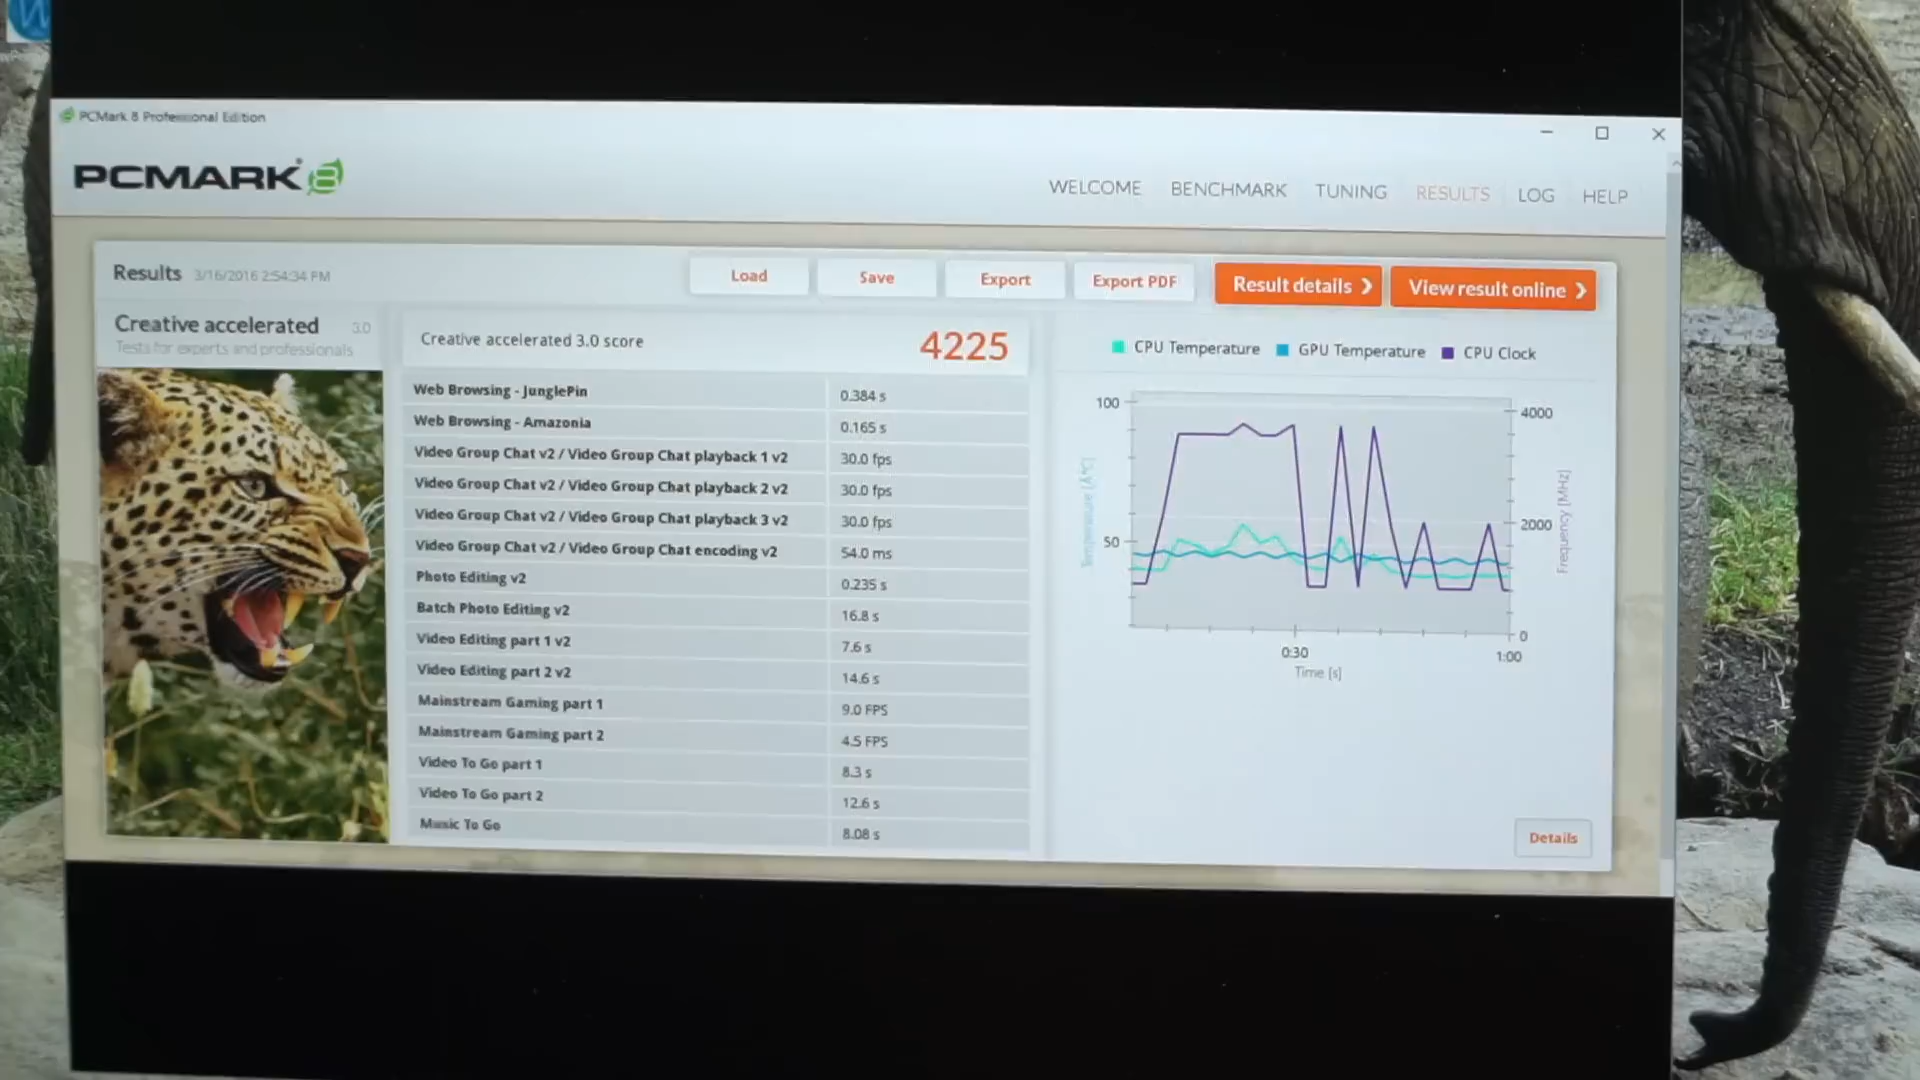 PCMark 8 Professional Edition
PCMARK 8
WELCOME BENCHMARK TUNING RESULTS LOG HELP
Results 3/16/2016 2:54:34 PM
Load Save Export Export PDF Result details View result online
Creative accelerated 3.0
Tests for experts and professionals
Creative accelerated 3.0 score 4225
Web Browsing - JunglePin 0.384 s
Web Browsing - Amazonia 0.165 s
Video Group Chat v2 / Video Group Chat playback 1 v2 30.0 fps
Video Group Chat v2 / Video Group Chat playback 2 v2 30.0 fps
Video Group Chat v2 / Video Group Chat playback 3 v2 30.0 fps
Video Group Chat v2 / Video Group Chat encoding v2 54.0 ms
Photo Editing v2 0.235 s
Batch Photo Editing v2 16.8 s
Video Editing part 1 v2 7.6 s
Video Editing part 2 v2 14.6 s
Mainstream Gaming part 1 9.0 FPS
Mainstream Gaming part 2 4.5 FPS
Video To Go part 1 8.3 s
Video To Go part 2 12.6 s
Music To Go 8.08 s
CPU Temperature GPU Temperature CPU Clock
100
50
Temperature [Å°C]
4000
2000
0
Frequency [MHz]
0:30 1:00
Time [s]
Details